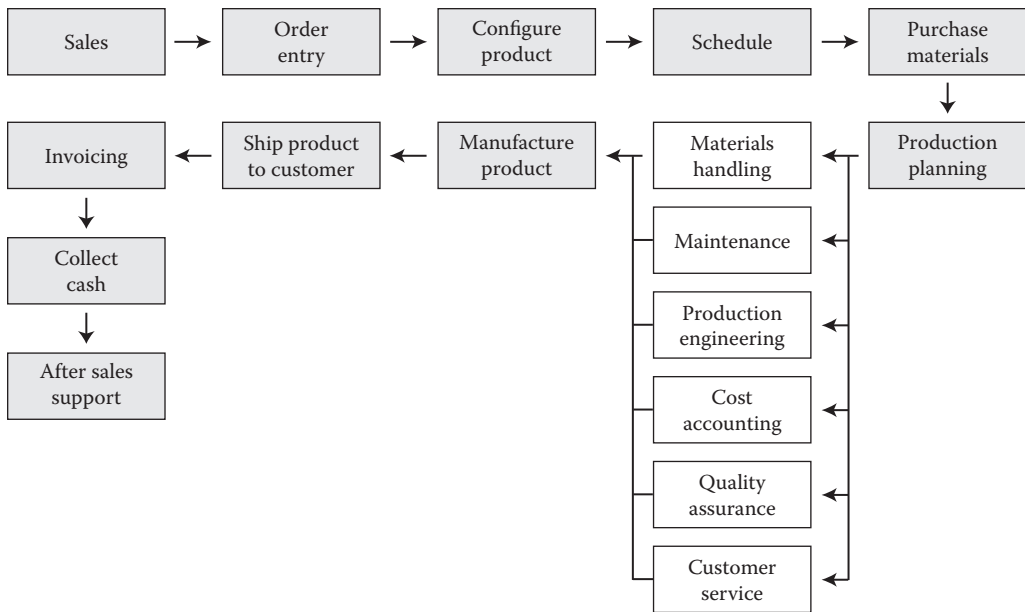 Sales
Order
entry
Configure
product
Schedule
Purchase
materials
Production
planning
Materials
handling
Maintenance
Production
engineering
Cost
accounting
Quality
assurance
Customer
service
Manufacture
product
Ship product
to customer
Invoicing
Collect
cash
After sales
support